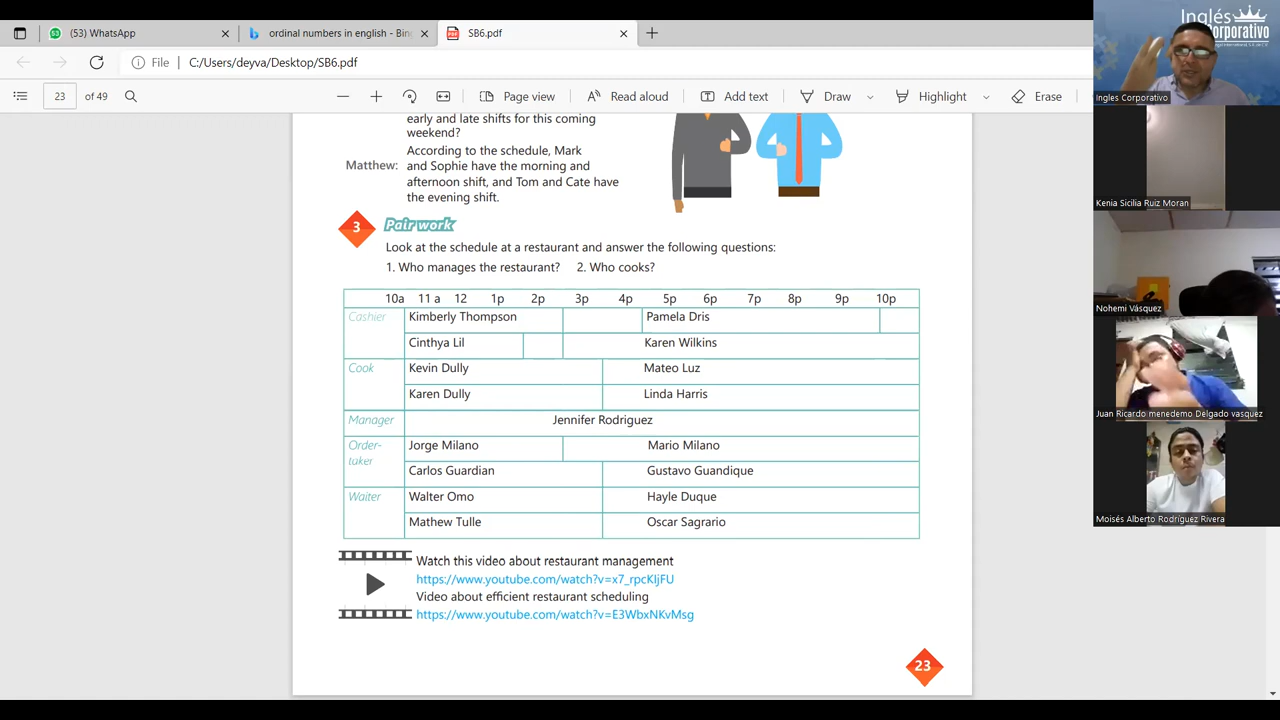 (53) WhatsApp
ordinal numbers in english - Bin
SB6.pdf
File
C:/Users/deyva/Desktop/SB6.pdf
23 of 49
Page view
Read aloud
Add text
Draw
Highlight
Erase
early and late shifts for this coming
weekend?
Matthew: According to the schedule, Mark
and Sophie have the morning and
afternoon shift, and Tom and Cate have
the evening shift.
3 Pair work
Look at the schedule at a restaurant and answer the following questions:
1. Who manages the restaurant? 2. Who cooks?
10a 11 a 12 1p 2p 3p 4p 5p 6p 7p 8p 9p 10p
Cashier Kimberly Thompson Pamela Dris
Cinthya Lil Karen Wilkins
Cook Kevin Dully Mateo Luz
Karen Dully Linda Harris
Manager Jennifer Rodriguez
Order- Jorge Milano Mario Milano
taker Carlos Guardian Gustavo Guandique
Waiter Walter Omo Hayle Duque
Mathew Tulle Oscar Sagrario
Watch this video about restaurant management
https://www.youtube.com/watch?v=x7_rpcKIjFU
Video about efficient restaurant scheduling
https://www.youtube.com/watch?v=E3WbxNKvMsg
23
Inglés
Corporativo
Ingles Corporativo
Kenia Sicilia Ruiz Moran
Nohemi Vásquez
Juan Ricardo menedemo Delgado vasquez
Moisés Alberto Rodríguez Rivera